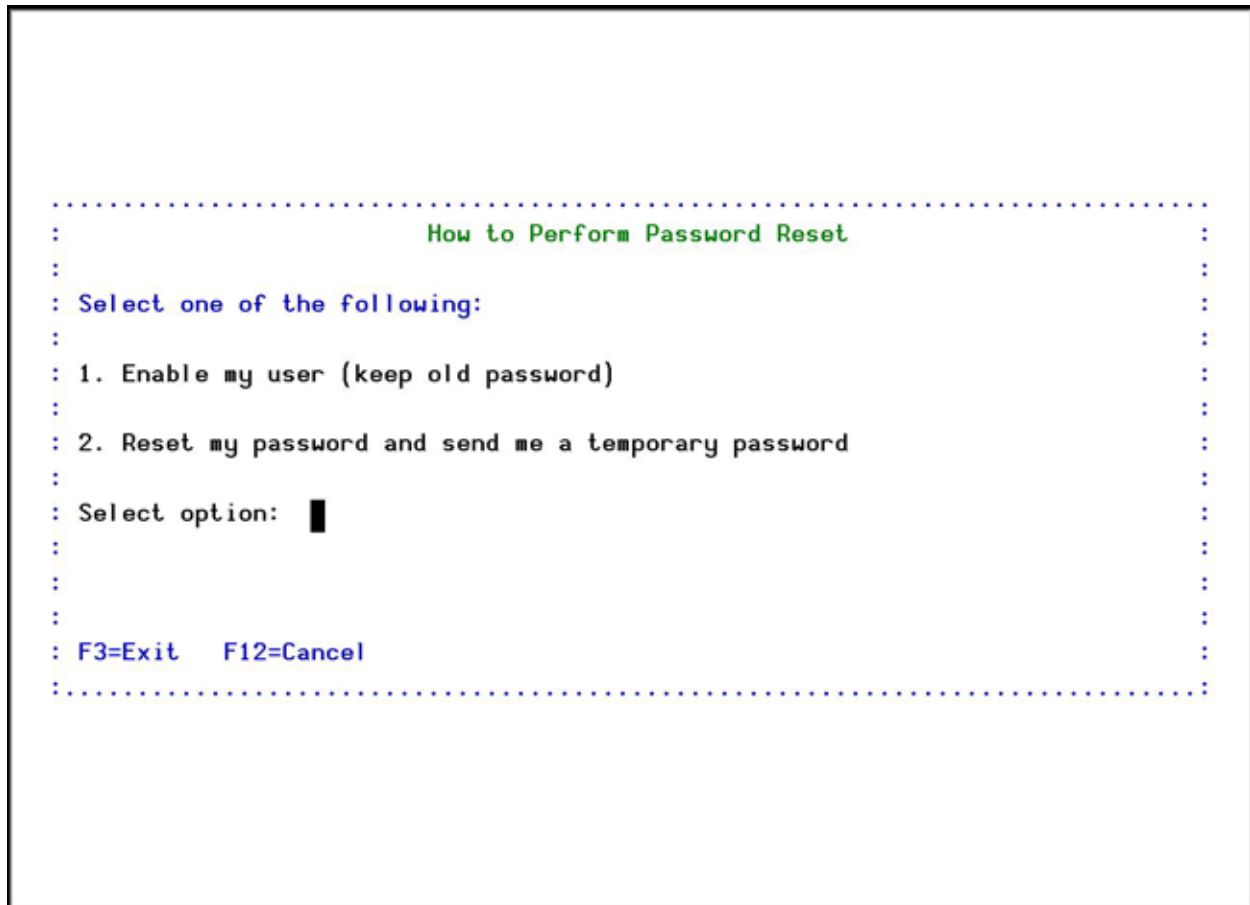 How to Perform Password Reset
Select one of the following:
1. Enable my user (keep old password)
2. Reset my password and send me a temporary password
Select option:
F3=Exit F12=Cancel